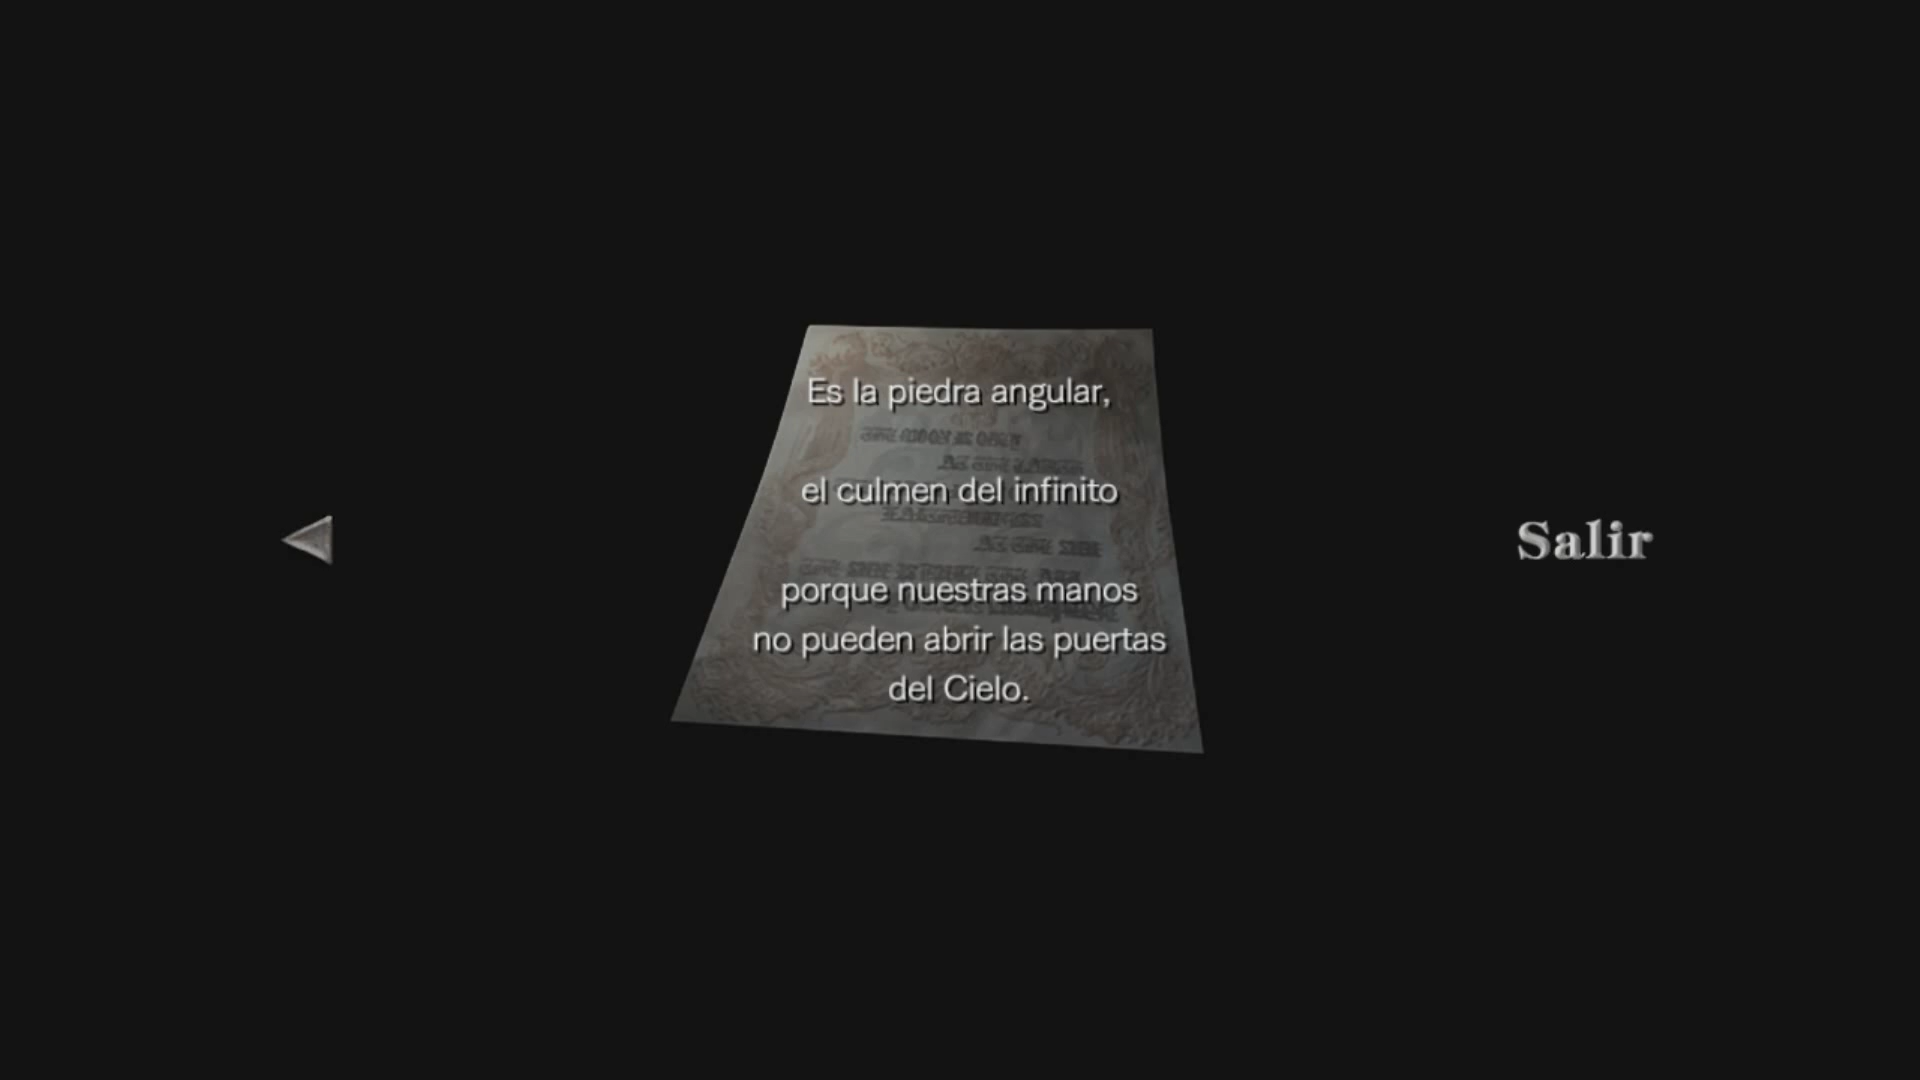 Es la piedra angular,
el culmen del infinito
Salir
porque nuestras manos
no pueden abrir las puertas
del Cielo.